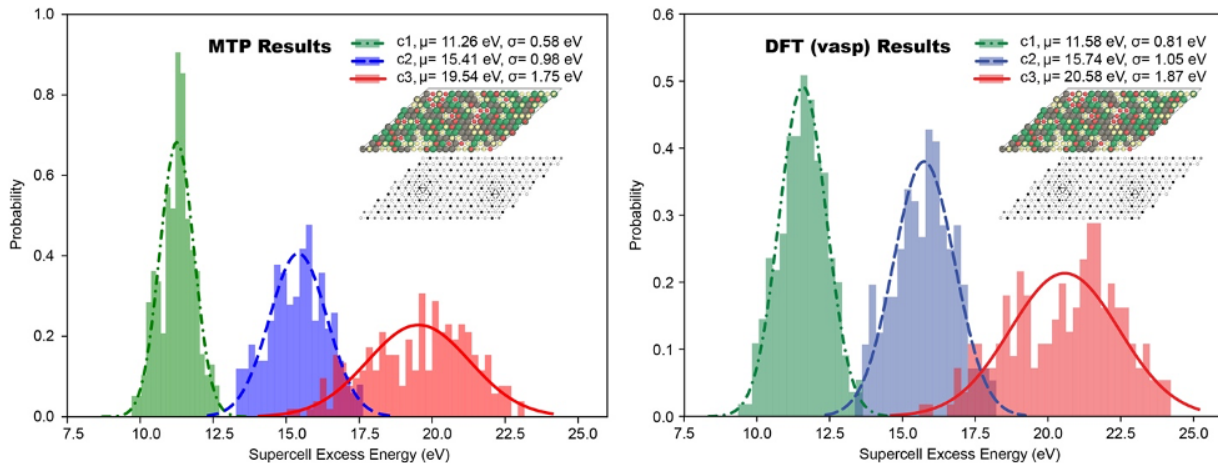 MTP Results
c1, μ= 11.26 eV, σ= 0.58 eV
c2, μ= 15.41 eV, σ= 0.98 eV
c3, μ= 19.54 eV, σ= 1.75 eV
1.0
0.8
0.6
0.4
0.2
0.0
Probability
7.5 10.0 12.5 15.0 17.5 20.0 22.5 25.0
Supercell Excess Energy (eV)
DFT (vasp) Results
c1, μ= 11.58 eV, σ= 0.81 eV
c2, μ= 15.74 eV, σ= 1.05 eV
c3, μ= 20.58 eV, σ= 1.87 eV
0.6
0.5
0.4
0.3
0.2
0.1
0.0
Probability
7.5 10.0 12.5 15.0 17.5 20.0 22.5 25.0
Supercell Excess Energy (eV)